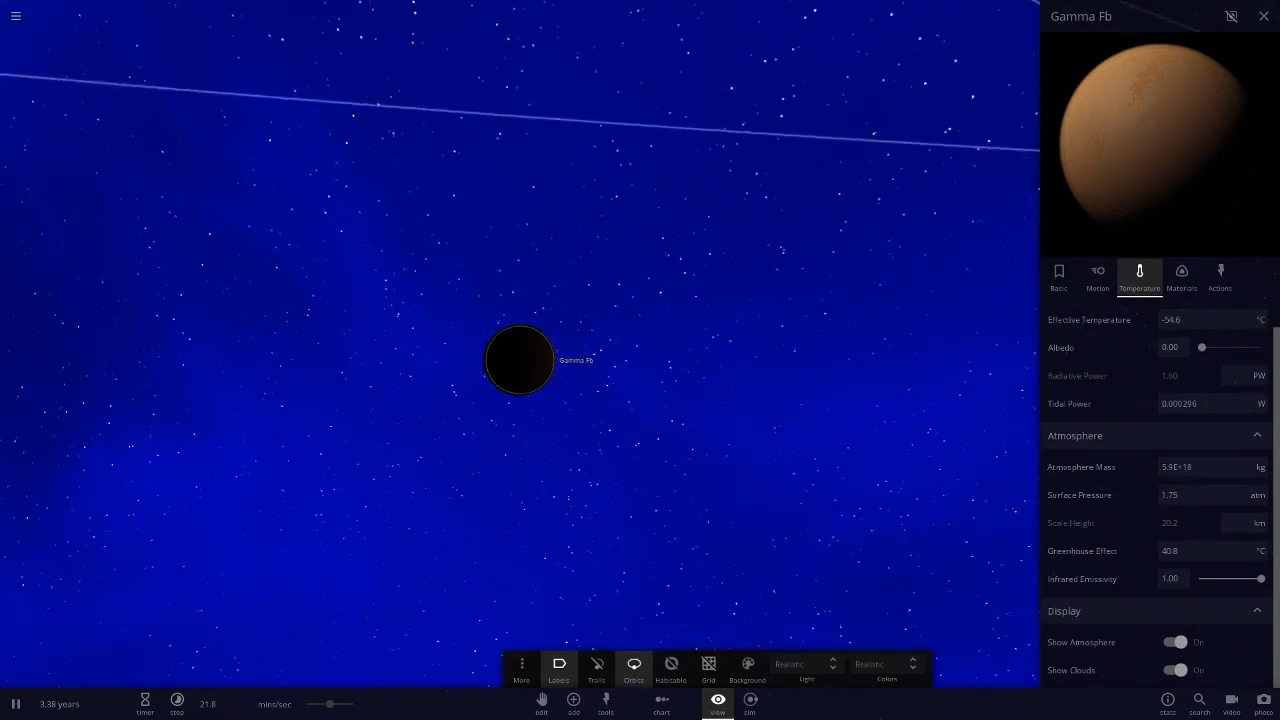 Gamma Fb
Gamma Fb
Basic Motion Temperature Materials Actions
Effective Temperature -54.6 °C
Albedo 0.00
Radiative Power 1.60 PW
Tidal Power 0.000296 W
Atmosphere
Atmosphere Mass 5.9E+18 kg
Surface Pressure 1.75 atm
Scale Height 20.2 km
Greenhouse Effect 40.8 °C
Infrared Emissivity 1.00
Display
Show Atmosphere On
Show Clouds On
Realistic Realistic
More Labels Trails Orbits Habitable Grid Background Light Colors
3.38 years timer step 21.8 mins/sec edit add tools chart view sim stats search video photo